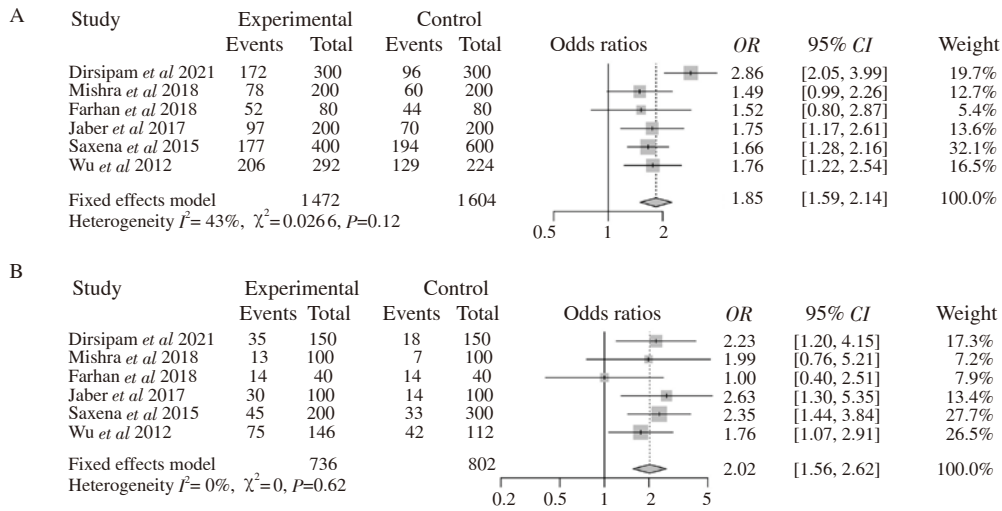 A
Study Experimental Control
Events Total Events Total Odds ratios OR 95% CI Weight
Dirsipam et al 2021 172 300 96 300 2.86 [2.05, 3.99] 19.7%
Mishra et al 2018 78 200 60 200 1.49 [0.99, 2.26] 12.7%
Farhan et al 2018 52 80 44 80 1.52 [0.80, 2.87] 5.4%
Jaber et al 2017 97 200 70 200 1.75 [1.17, 2.61] 13.6%
Saxena et al 2015 177 400 194 600 1.66 [1.28, 2.16] 32.1%
Wu et al 2012 206 292 129 224 1.76 [1.22, 2.54] 16.5%
Fixed effects model 1 472 1 604 1.85 [1.59, 2.14] 100.0%
Heterogeneity I²= 43%, χ²=0.026 6, P=0.12
0.5 1 2
B
Study Experimental Control
Events Total Events Total Odds ratios OR 95% CI Weight
Dirsipam et al 2021 35 150 18 150 2.23 [1.20, 4.15] 17.3%
Mishra et al 2018 13 100 7 100 1.99 [0.76, 5.21] 7.2%
Farhan et al 2018 14 40 14 40 1.00 [0.40, 2.51] 7.9%
Jaber et al 2017 30 100 14 100 2.63 [1.30, 5.35] 13.4%
Saxena et al 2015 45 200 33 300 2.35 [1.44, 3.84] 27.7%
Wu et al 2012 75 146 42 112 1.76 [1.07, 2.91] 26.5%
Fixed effects model 736 802 2.02 [1.56, 2.62] 100.0%
Heterogeneity I²= 0%, χ²=0, P=0.62
0.2 0.5 1 2 5